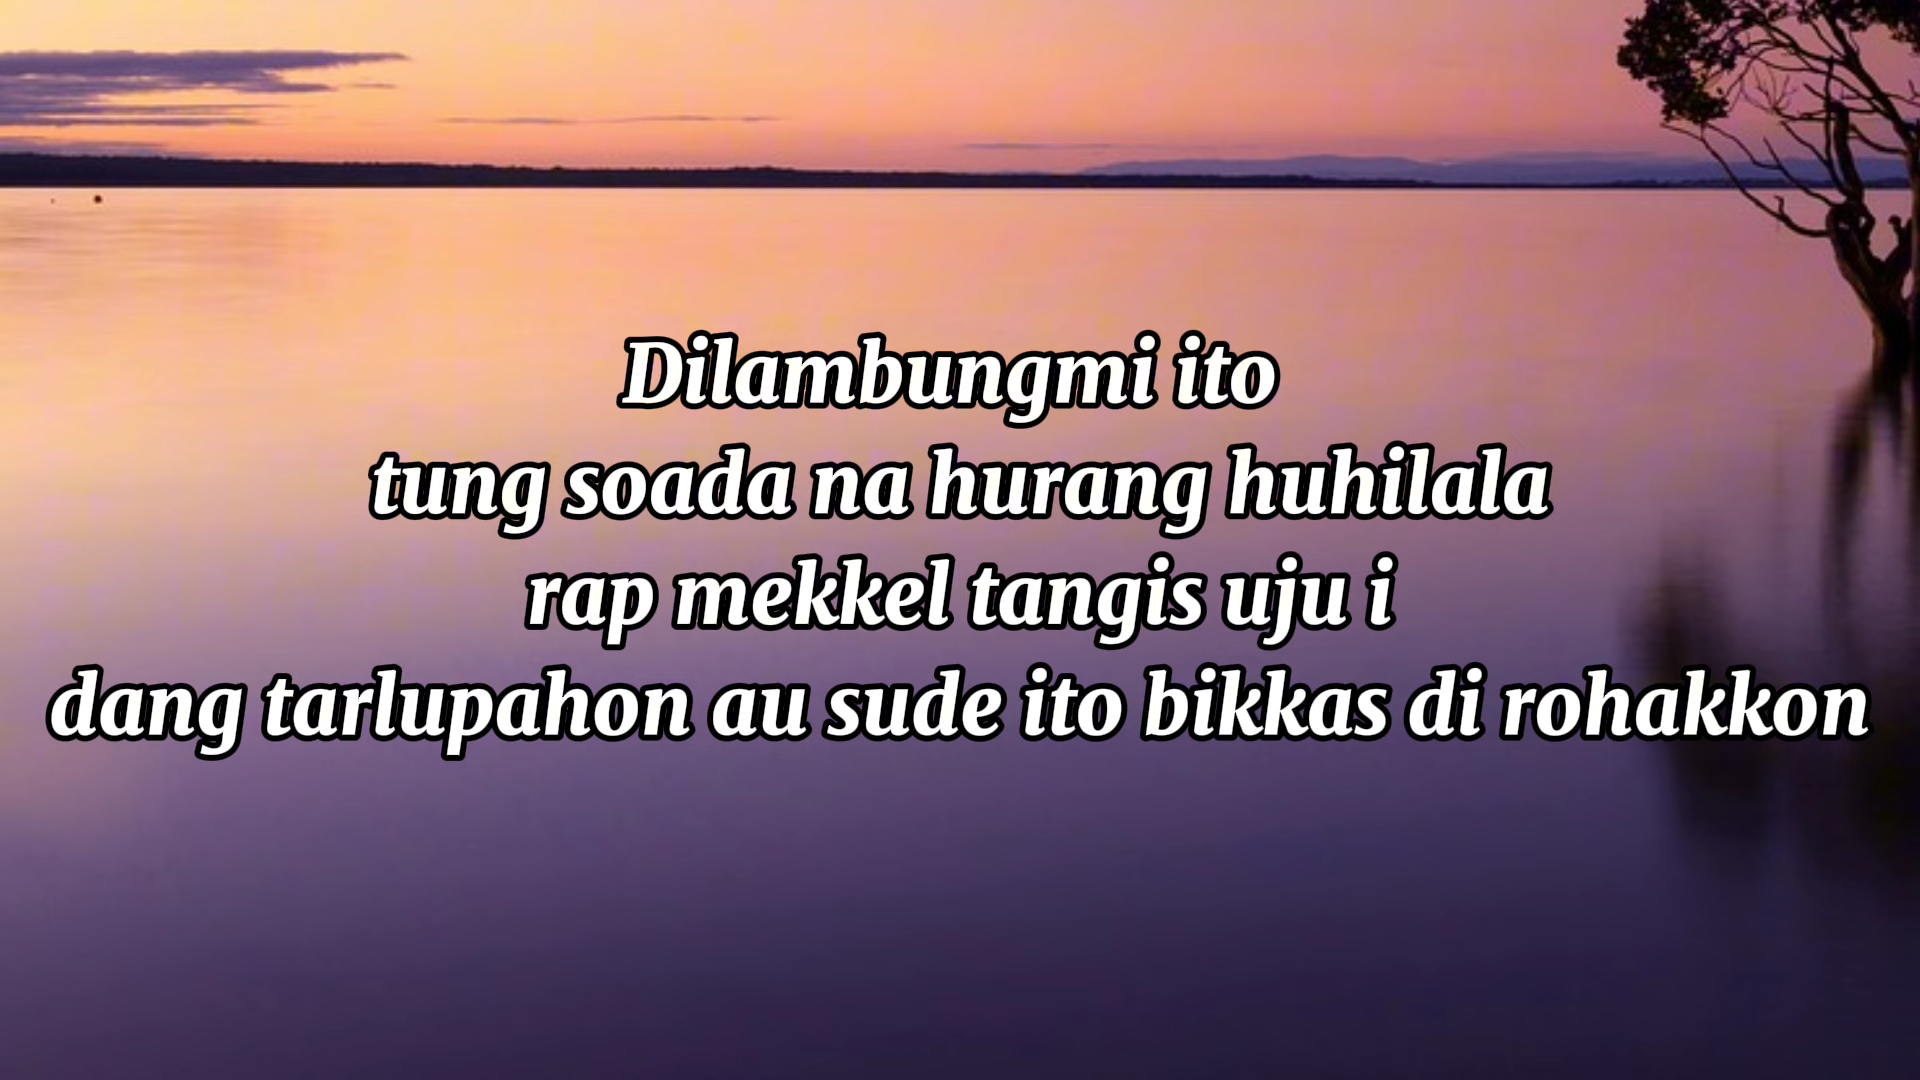 Dilambungmi ito
tung soada na hurang huhilala
rap mekkel tangis uju i
dang tarlupahon au sude ito bikkas di rohakkon